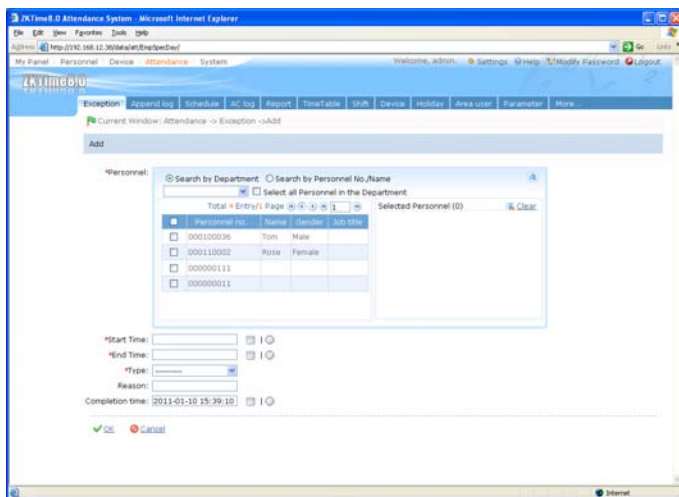 ZKTime8.0 Attendance System - Microsoft Internet Explorer
File Edit View Favorites Tools Help
Address http://192.168.12.36/data/att/EmpSpecDay/ Go Links
My Panel Personnel Device Attendance System Welcome, admin. Settings Help Modify Password Logout
ZKTime8.0
Exception Append log Schedule AC log Report TimeTable Shift Device Holiday Area user Parameter More...
Current Window: Attendance -> Exception ->Add
Add
*Personnel:
Search by Department Search by Personnel No./Name
Select all Personnel in the Department
Total 4 Entry/1 Page 1 Selected Personnel (0) Clear
Personnel no. Name Gender Job title
000100036 Tom Male
000110002 Rose Female
000000111
000000011
*Start Time:
*End Time:
*Type: ---------
Reason:
Completion time: 2011-01-10 15:39:10
OK Cancel
Internet